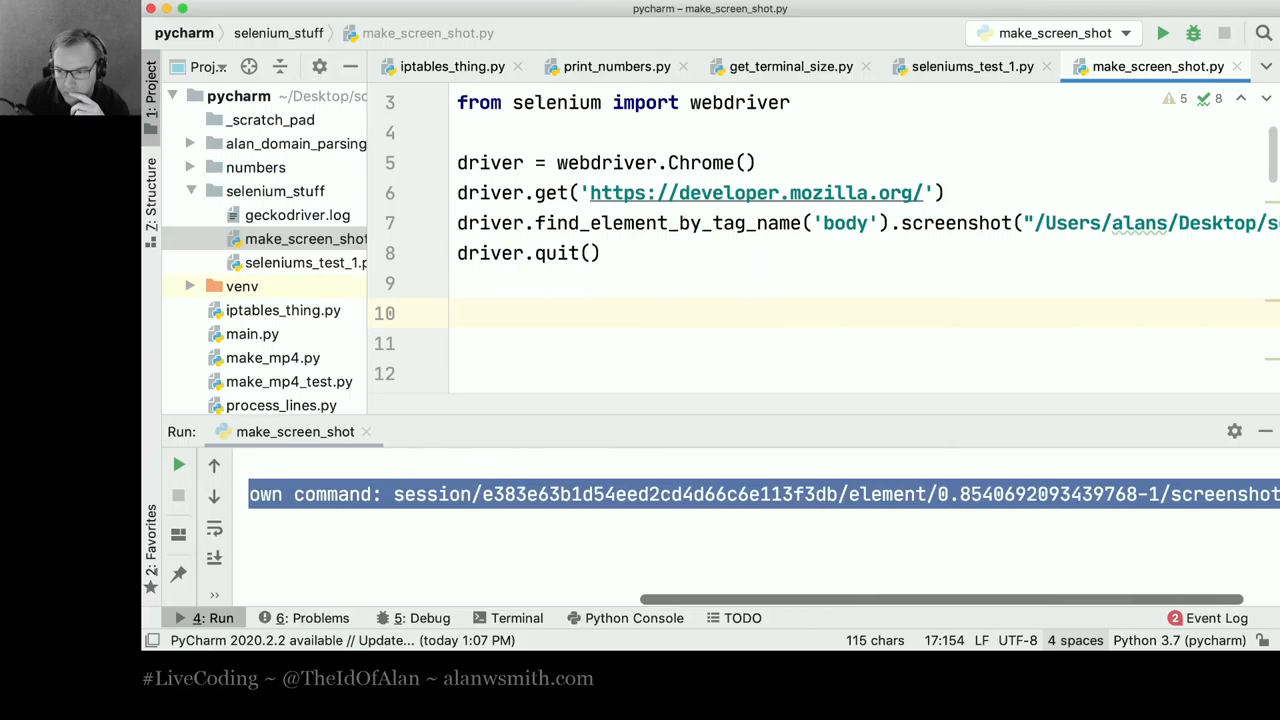 pycharm – make_screen_shot.py
pycharm selenium_stuff make_screen_shot.py make_screen_shot
1: Project
Proj. iptables_thing.py print_numbers.py get_terminal_size.py seleniums_test_1.py make_screen_shot.py
pycharm ~/Desktop/sc
_scratch_pad
alan_domain_parsing
numbers
selenium_stuff
geckodriver.log
make_screen_shot
seleniums_test_1.p
venv
iptables_thing.py
main.py
make_mp4.py
make_mp4_test.py
process_lines.py
Z: Structure
3 from selenium import webdriver
4
5 driver = webdriver.Chrome()
6 driver.get('https://developer.mozilla.org/')
7 driver.find_element_by_tag_name('body').screenshot("/Users/alans/Desktop/s
8 driver.quit()
9
10
11
12
5 8
Run: make_screen_shot
own command: session/e383e63b1d54eed2cd4d66c6e113f3db/element/0.8540692093439768-1/screenshot
2: Favorites
4: Run 6: Problems 5: Debug Terminal Python Console TODO 2 Event Log
PyCharm 2020.2.2 available // Update... (today 1:07 PM) 115 chars 17:154 LF UTF-8 4 spaces Python 3.7 (pycharm)
#LiveCoding ~ @TheIdOfAlan ~ alanwsmith.com